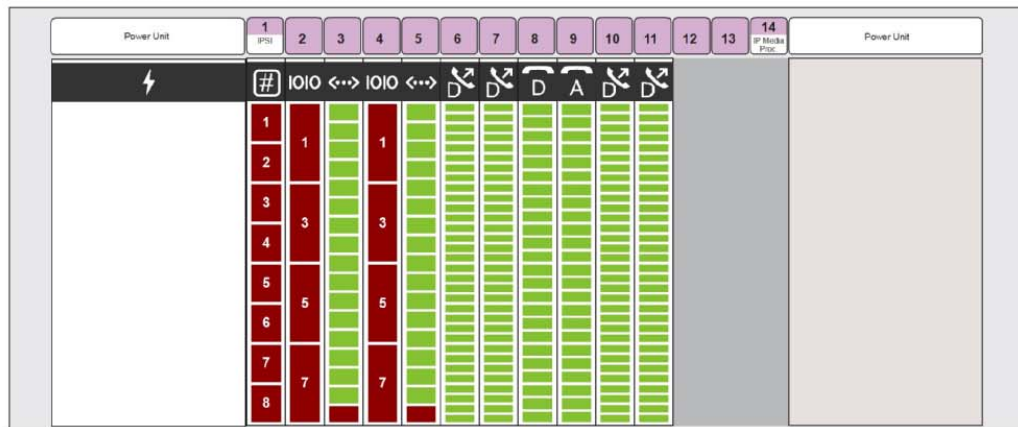 Power Unit 1 2 3 4 5 6 7 8 9 10 11 12 13 14 Power Unit
IPSI IP Media
Proc
# IOIO <···> IOIO <···> D D D A D D
1 1 1
2
3 3 3
4
5 5 5
6
7 7 7
8